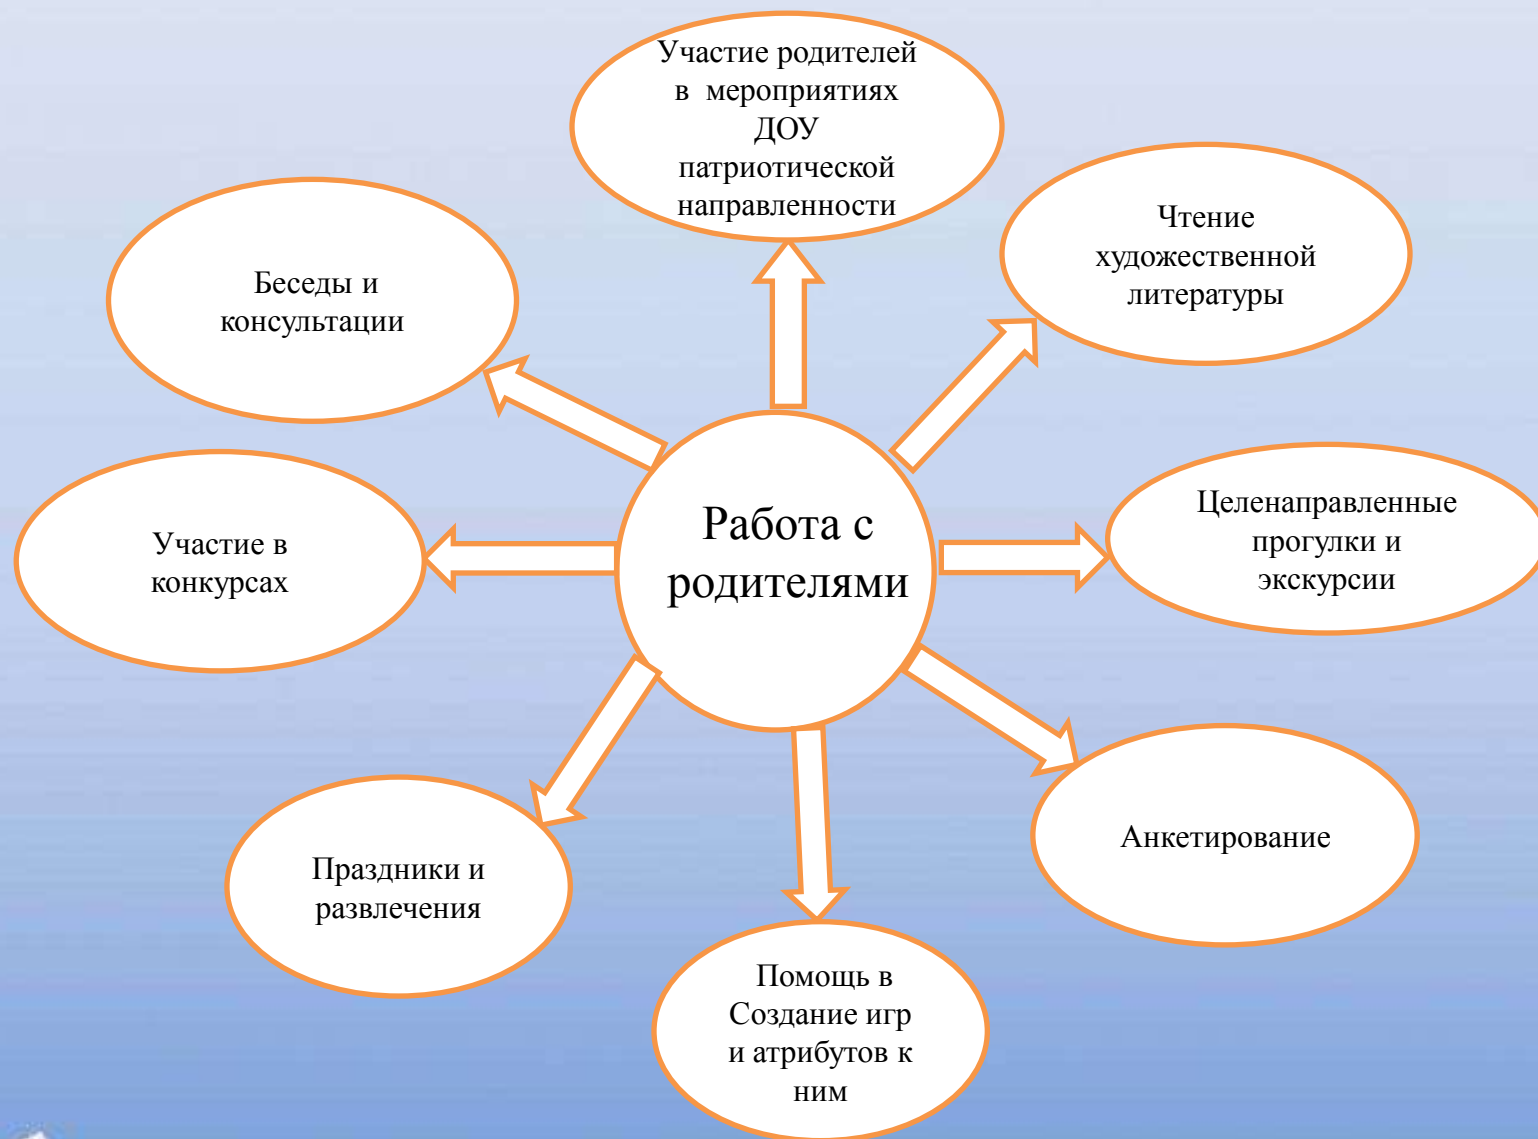 Участие родителей
в мероприятиях
ДОУ
патриотической
направленности
Чтение
художественной
литературы
Беседы и
консультации
Целенаправленные
прогулки и
экскурсии
Работа с
родителями
Участие в
конкурсах
Анкетирование
Праздники и
развлечения
Помощь в
Создание игр
и атрибутов к
ним